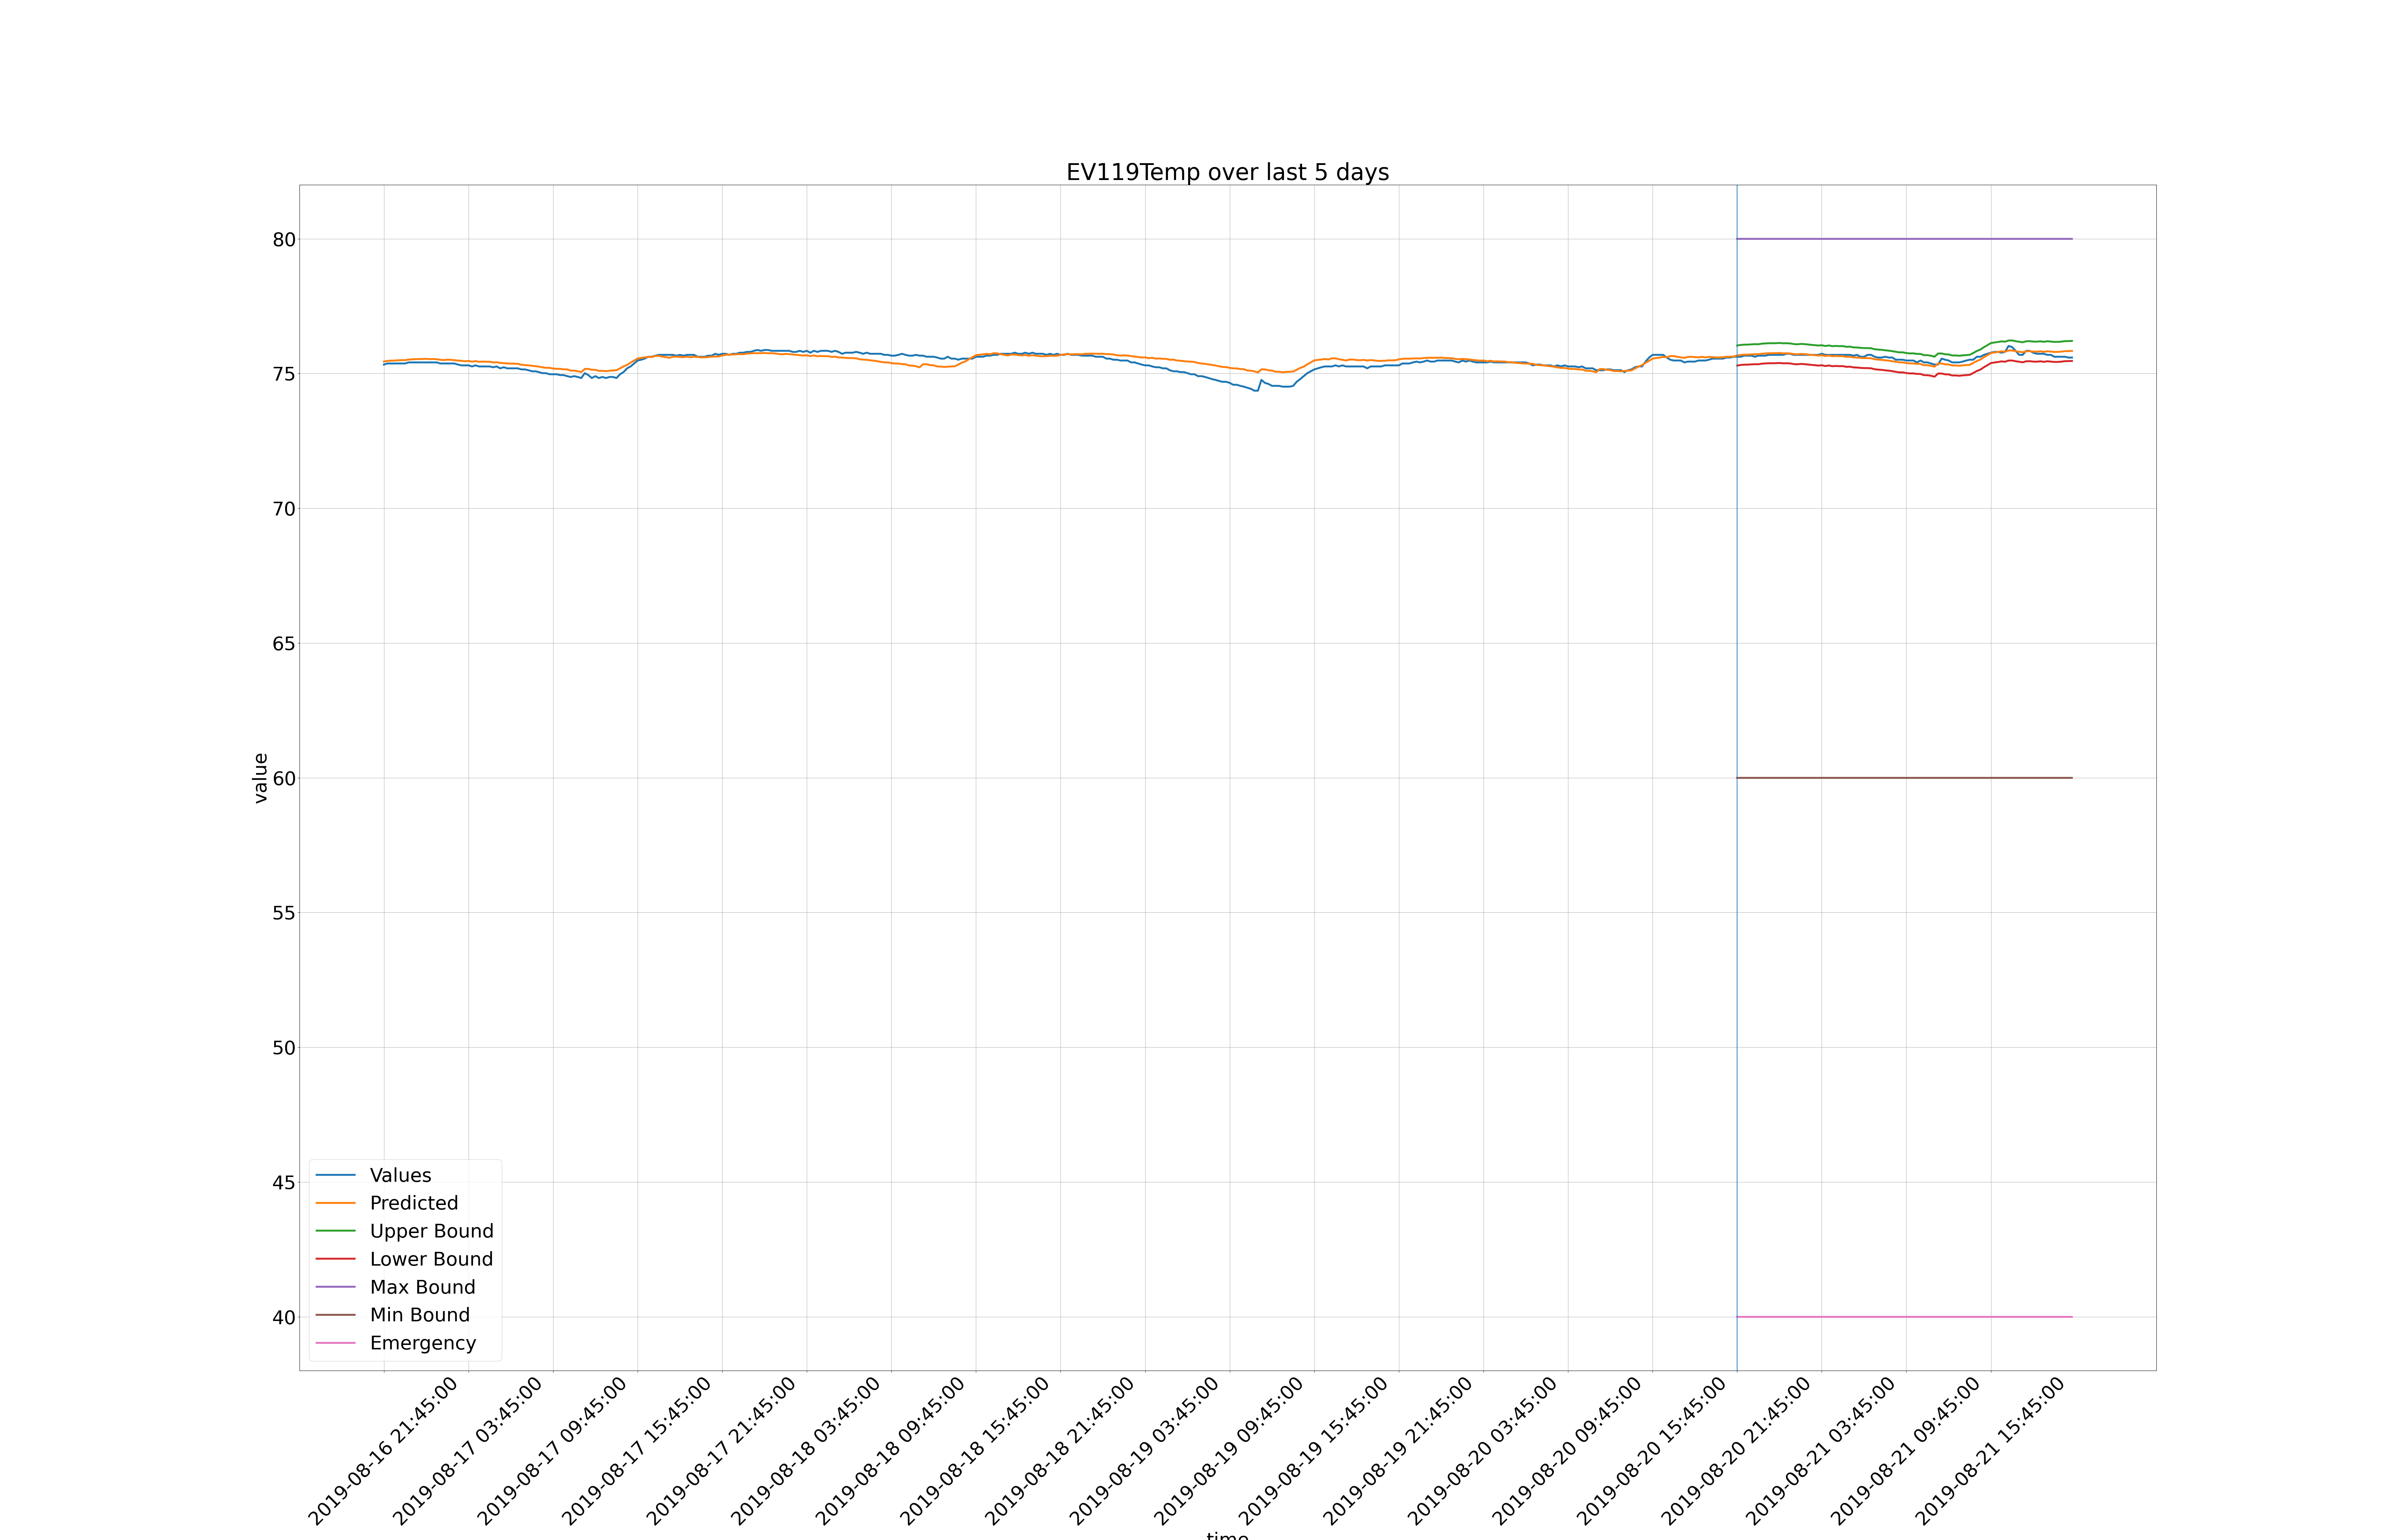 EV119Temp over last 5 days
80
75
70
65
60
55
50
45
40
value
Values
Predicted
Upper Bound
Lower Bound
Max Bound
Min Bound
Emergency
2019-08-16 21:45:00
2019-08-17 03:45:00
2019-08-17 09:45:00
2019-08-17 15:45:00
2019-08-17 21:45:00
2019-08-18 03:45:00
2019-08-18 09:45:00
2019-08-18 15:45:00
2019-08-18 21:45:00
2019-08-19 03:45:00
2019-08-19 09:45:00
2019-08-19 15:45:00
2019-08-19 21:45:00
2019-08-20 03:45:00
2019-08-20 09:45:00
2019-08-20 15:45:00
2019-08-20 21:45:00
2019-08-21 03:45:00
2019-08-21 09:45:00
2019-08-21 15:45:00
time